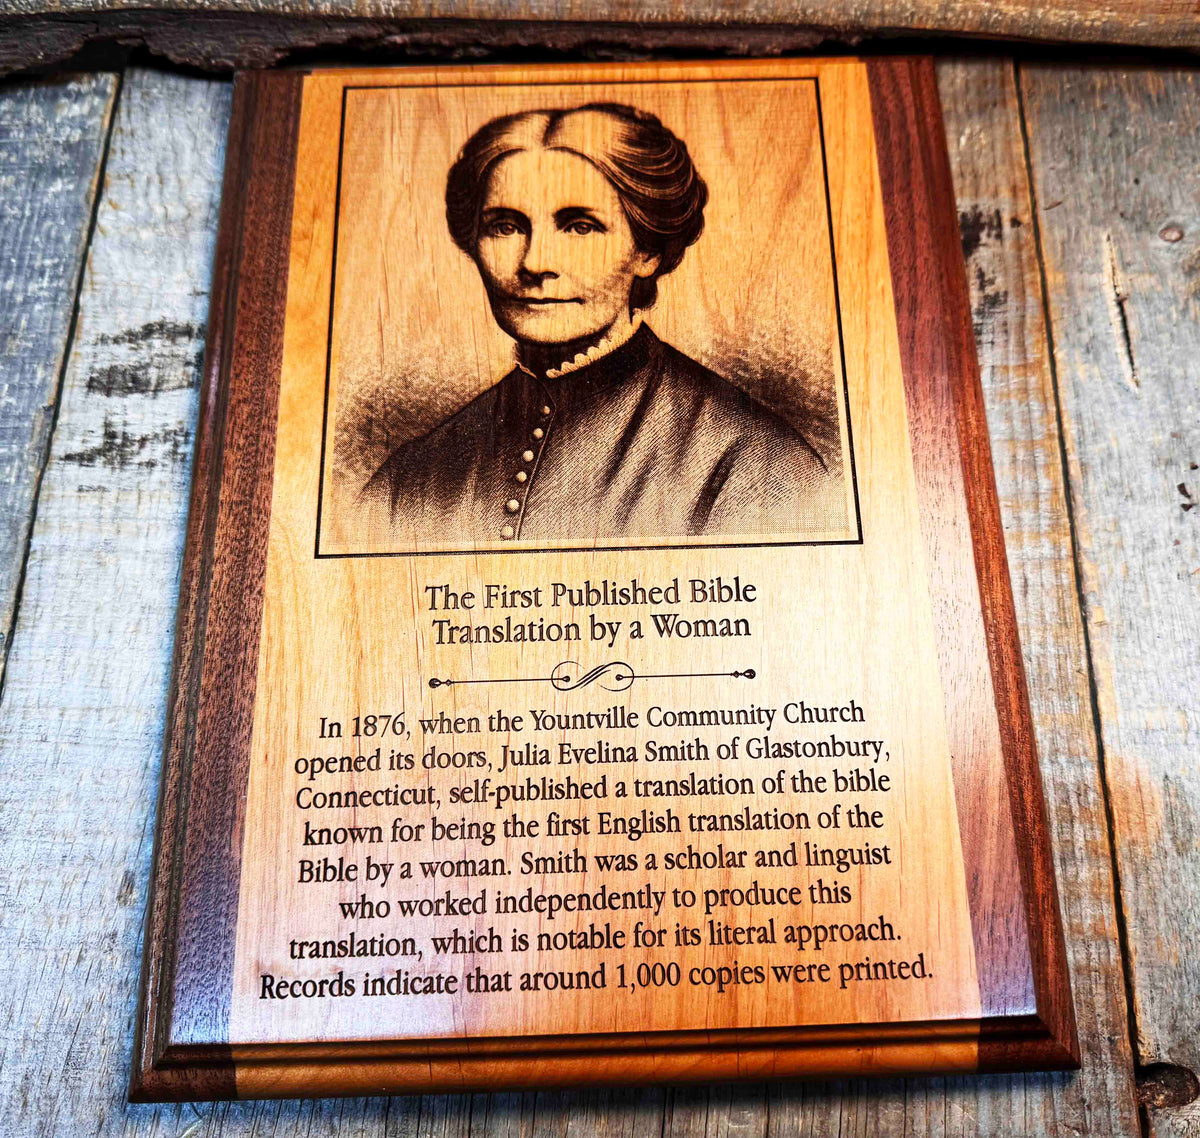 The First Published Bible
Translation by a Woman
In 1876, when the Yountville Community Church
opened its doors, Julia Evelina Smith of Glastonbury,
Connecticut, self-published a translation of the bible
known for being the first English translation of the
Bible by a woman. Smith was a scholar and linguist
who worked independently to produce this
translation, which is notable for its literal approach.
Records indicate that around 1,000 copies were printed.